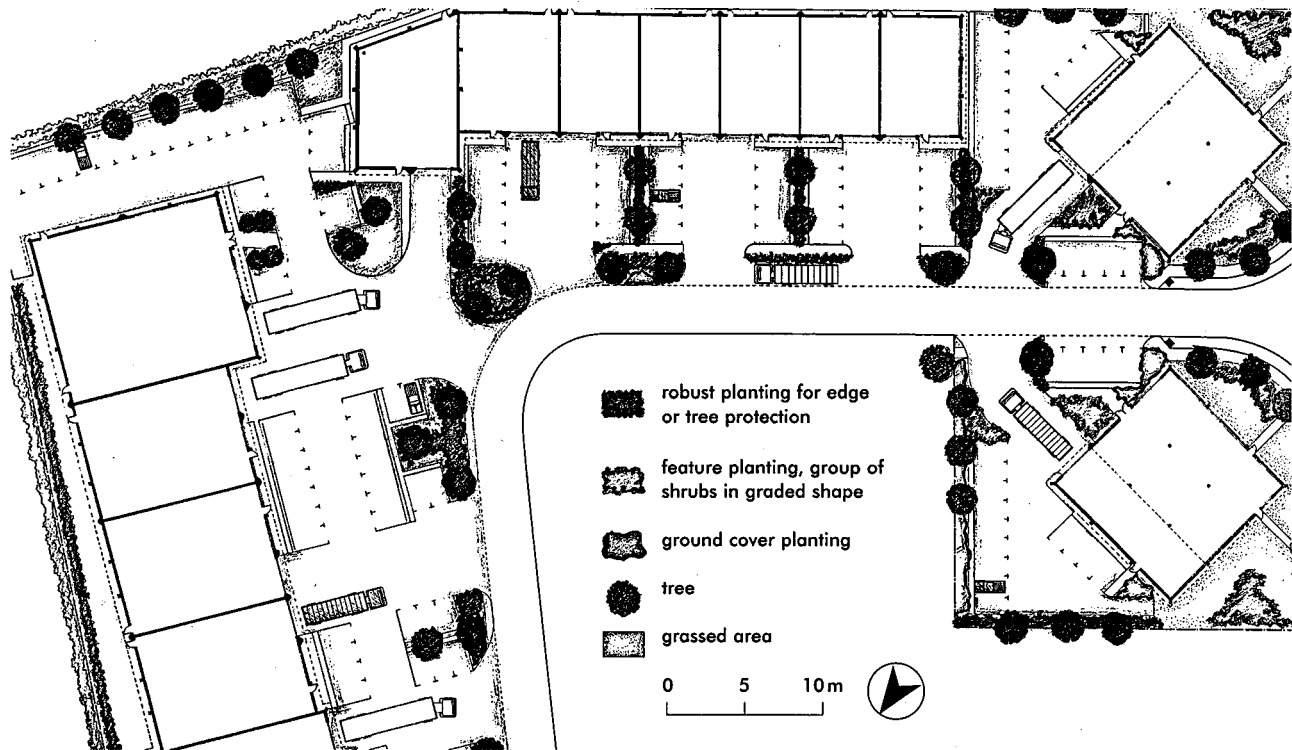 robust planting for edge
or tree protection
feature planting, group of
shrubs in graded shape
ground cover planting
tree
grassed area
0 5 10m